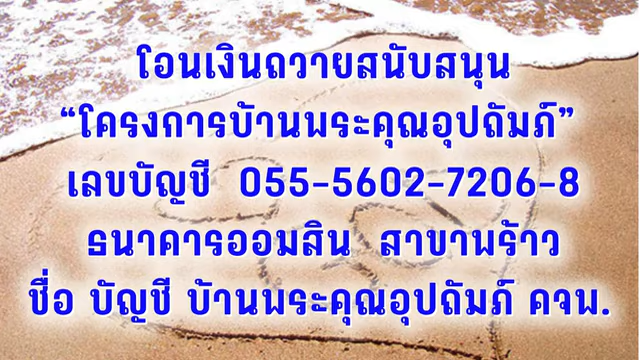 โอนเงินถวายสนับสนุน
“โครงการบ้านพระคุณอุปถัมภ์”
เลขบัญชี 055-5602-7206-8
ธนาคารออมสิน สาขาพร้าว
ชื่อ บัญชี บ้านพระคุณอุปถัมภ์ คจพ.